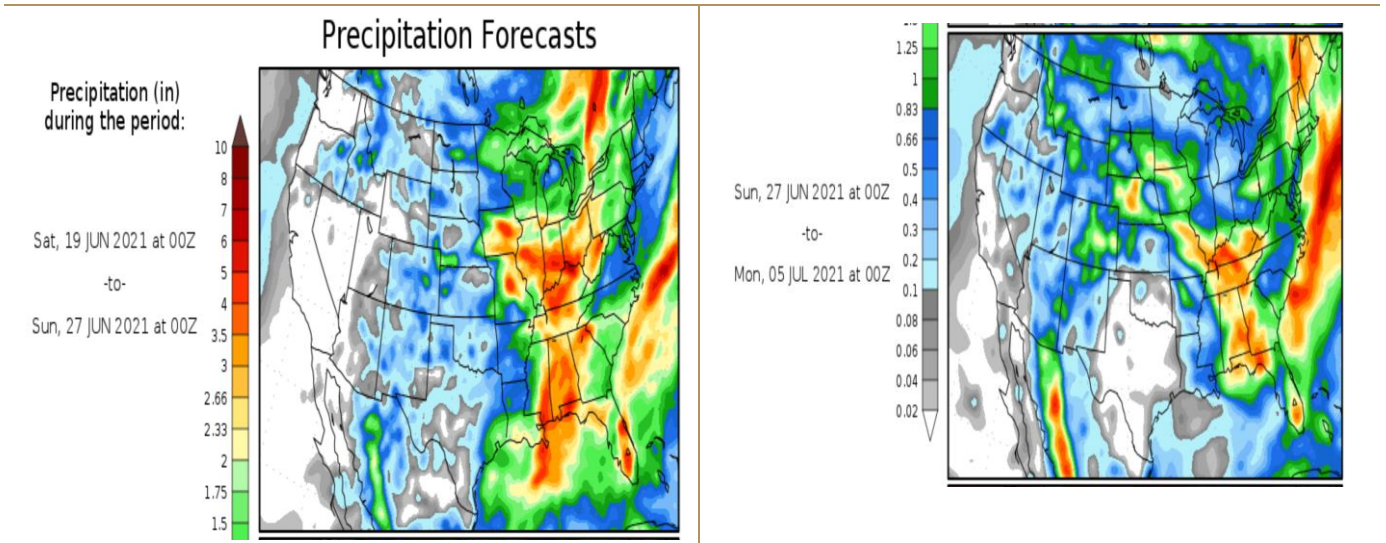 Precipitation Forecasts
Precipitation (in)
during the period:
Sat, 19 JUN 2021 at 00Z
-to-
Sun, 27 JUN 2021 at 00Z
10
8
7
6
5
4
3.5
3
2.66
2.33
2
1.75
1.5
Sun, 27 JUN 2021 at 00Z
-to-
Mon, 05 JUL 2021 at 00Z
1.25
1
0.83
0.66
0.5
0.4
0.3
0.2
0.1
0.08
0.06
0.04
0.02